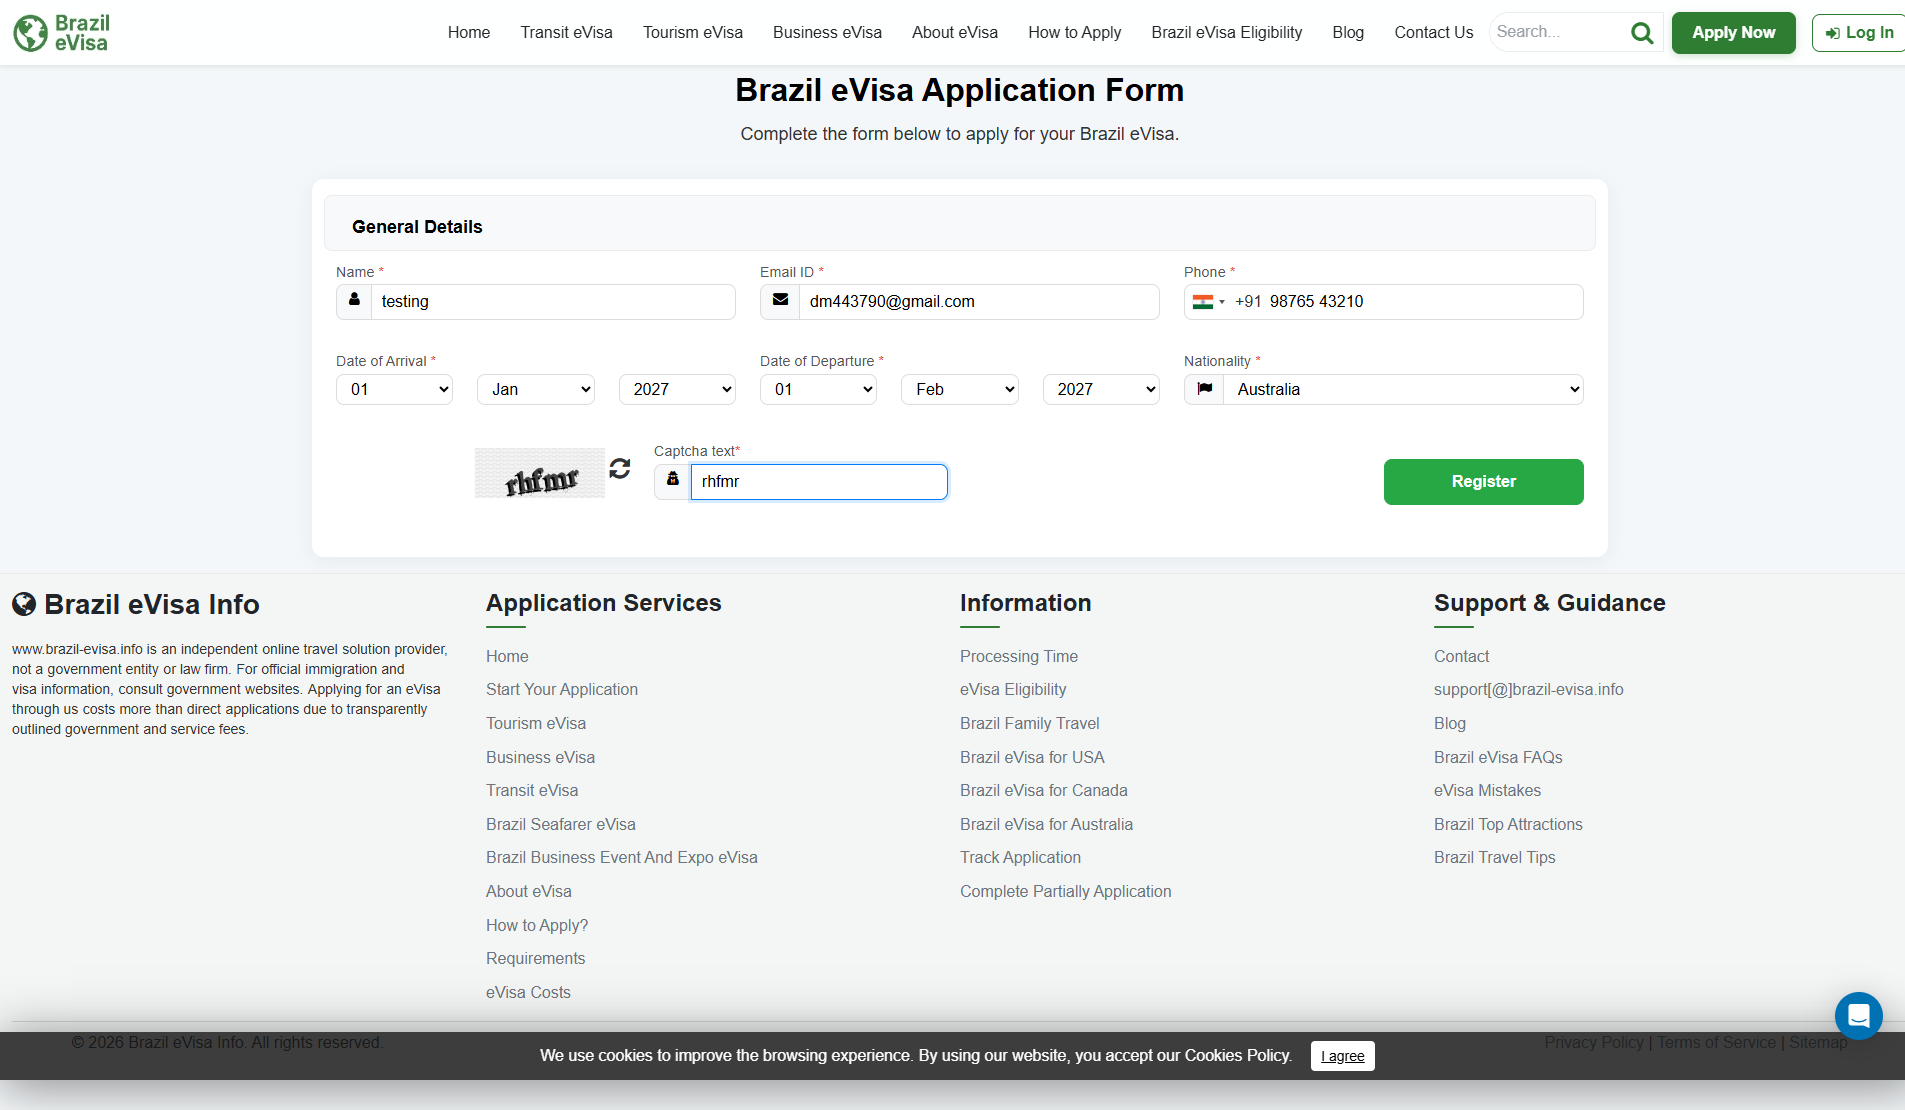 Brazil
eVisa
Home Transit eVisa Tourism eVisa Business eVisa About eVisa How to Apply Brazil eVisa Eligibility Blog Contact Us Search... Apply Now Log In
Brazil eVisa Application Form
Complete the form below to apply for your Brazil eVisa.
General Details
Name * Email ID * Phone *
testing dm443790@gmail.com +91 98765 43210
Date of Arrival * Date of Departure * Nationality *
01 Jan 2027 01 Feb 2027 Australia
Captcha text*
rhfmr rhfmr Register
Brazil eVisa Info
www.brazil-evisa.info is an independent online travel solution provider,
not a government entity or law firm. For official immigration and
visa information, consult government websites. Applying for an eVisa
through us costs more than direct applications due to transparently
outlined government and service fees.
Application Services
Home
Start Your Application
Tourism eVisa
Business eVisa
Transit eVisa
Brazil Seafarer eVisa
Brazil Business Event And Expo eVisa
About eVisa
How to Apply?
Requirements
eVisa Costs
Information
Processing Time
eVisa Eligibility
Brazil Family Travel
Brazil eVisa for USA
Brazil eVisa for Canada
Brazil eVisa for Australia
Track Application
Complete Partially Application
Support & Guidance
Contact
support[@]brazil-evisa.info
Blog
Brazil eVisa FAQs
eVisa Mistakes
Brazil Top Attractions
Brazil Travel Tips
© 2026 Brazil eVisa Info. All rights reserved. Privacy Policy | Terms of Service | Sitemap
We use cookies to improve the browsing experience. By using our website, you accept our Cookies Policy. I agree